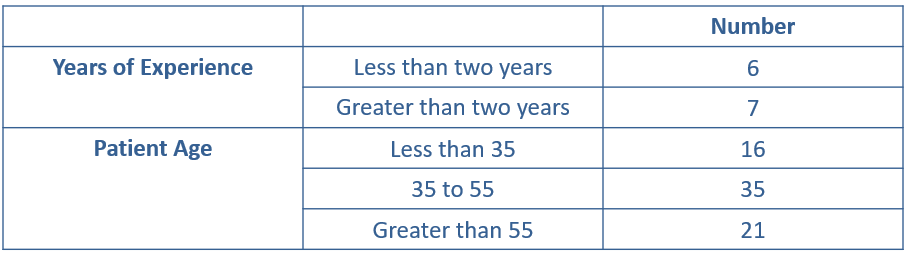 Number
Years of Experience Less than two years 6
Greater than two years 7
Patient Age Less than 35 16
35 to 55 35
Greater than 55 21